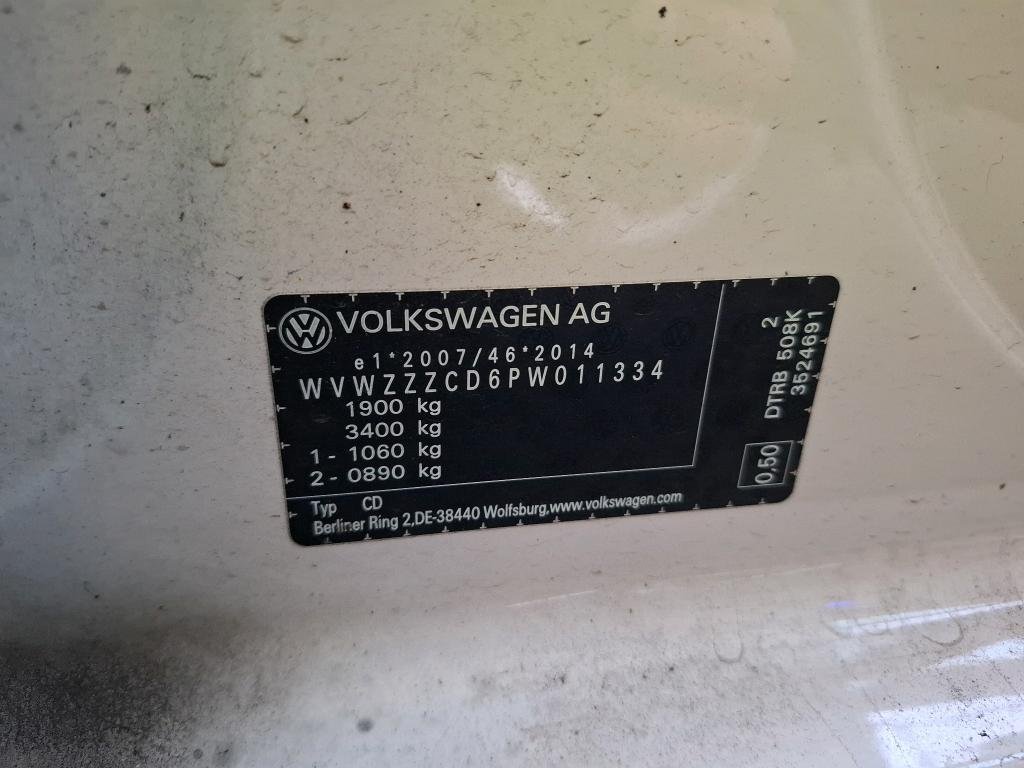 VOLKSWAGEN AG
e1*2007/46*2014
WVWZZZCD6PW011334
1900 kg
3400 kg
1 - 1060 kg
2 - 0890 kg
Typ CD
Berliner Ring 2,DE-38440 Wolfsburg,www.volkswagen.com
2
DTRB 508K
3524691
0,50